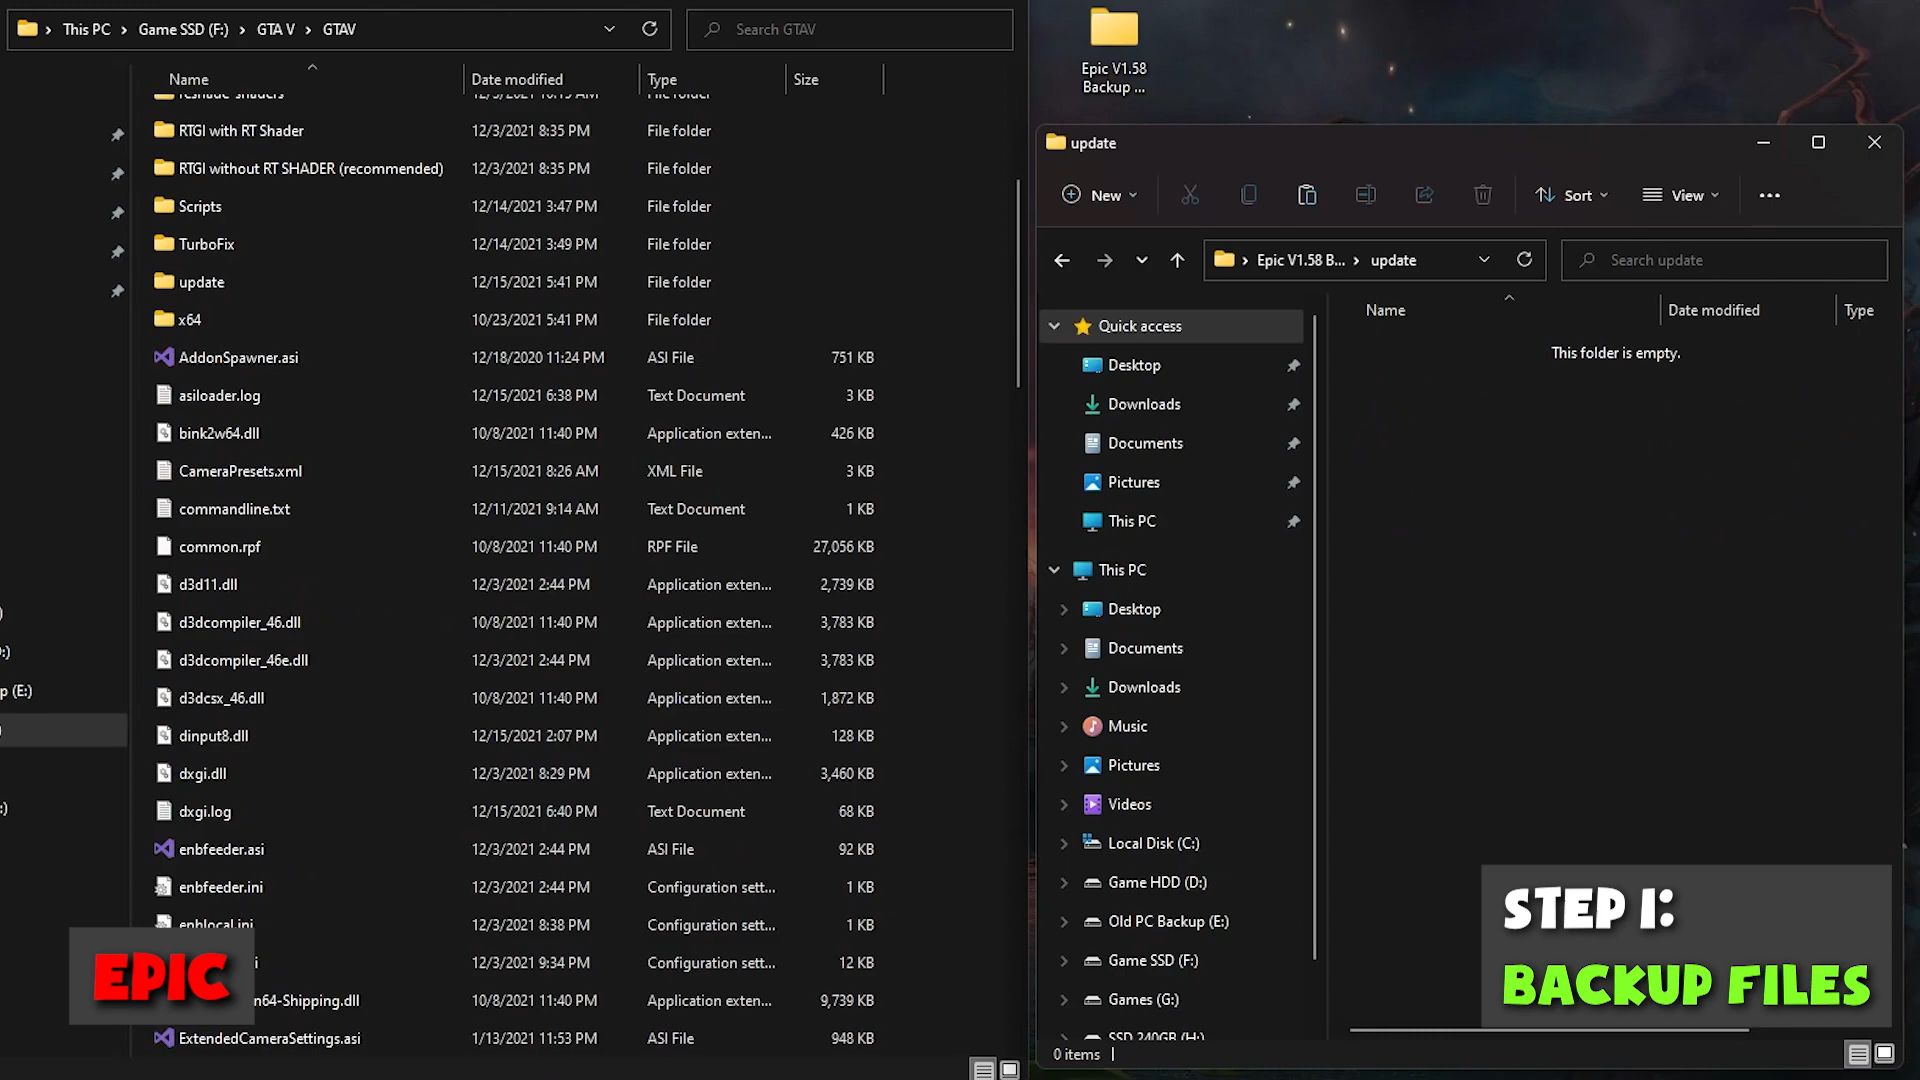 This PC > Game SSD (F:) > GTA V > GTAV
Search GTAV
Name Date modified Type Size
reshade-shaders 12/3/2021 10:15 AM File folder
RTGI with RT Shader 12/3/2021 8:35 PM File folder
RTGI without RT SHADER (recommended) 12/3/2021 8:35 PM File folder
Scripts 12/14/2021 3:47 PM File folder
TurboFix 12/14/2021 3:49 PM File folder
update 12/15/2021 5:41 PM File folder
x64 10/23/2021 5:41 PM File folder
AddonSpawner.asi 12/18/2020 11:24 PM ASI File 751 KB
asiloader.log 12/15/2021 6:38 PM Text Document 3 KB
bink2w64.dll 10/8/2021 11:40 PM Application exten... 426 KB
CameraPresets.xml 12/15/2021 8:26 AM XML File 3 KB
commandline.txt 12/11/2021 9:14 AM Text Document 1 KB
common.rpf 10/8/2021 11:40 PM RPF File 27,056 KB
d3d11.dll 12/3/2021 2:44 PM Application exten... 2,739 KB
d3dcompiler_46.dll 10/8/2021 11:40 PM Application exten... 3,783 KB
d3dcompiler_46e.dll 12/3/2021 2:44 PM Application exten... 3,783 KB
d3dcsx_46.dll 10/8/2021 11:40 PM Application exten... 1,872 KB
dinput8.dll 12/15/2021 2:07 PM Application exten... 128 KB
dxgi.dll 12/3/2021 8:29 PM Application exten... 3,460 KB
dxgi.log 12/15/2021 6:40 PM Text Document 68 KB
enbfeeder.asi 12/3/2021 2:44 PM ASI File 92 KB
enbfeeder.ini 12/3/2021 2:44 PM Configuration sett... 1 KB
enblocal.ini 12/3/2021 8:38 PM Configuration sett... 1 KB
i 12/3/2021 9:34 PM Configuration sett... 12 KB
n64-Shipping.dll 10/8/2021 11:40 PM Application exten... 9,739 KB
ExtendedCameraSettings.asi 1/13/2021 11:53 PM ASI File 948 KB
)
:)
p (E:)
)
:)
EPIC
Epic V1.58
Backup ...
update
New Sort View
Epic V1.58 B... > update
Search update
Name Date modified Type
This folder is empty.
Quick access
Desktop
Downloads
Documents
Pictures
This PC
This PC
Desktop
Documents
Downloads
Music
Pictures
Videos
Local Disk (C:)
Game HDD (D:)
Old PC Backup (E:)
Game SSD (F:)
Games (G:)
SSD 240GB (H:)
0 items
STEP 1:
BACKUP FILES